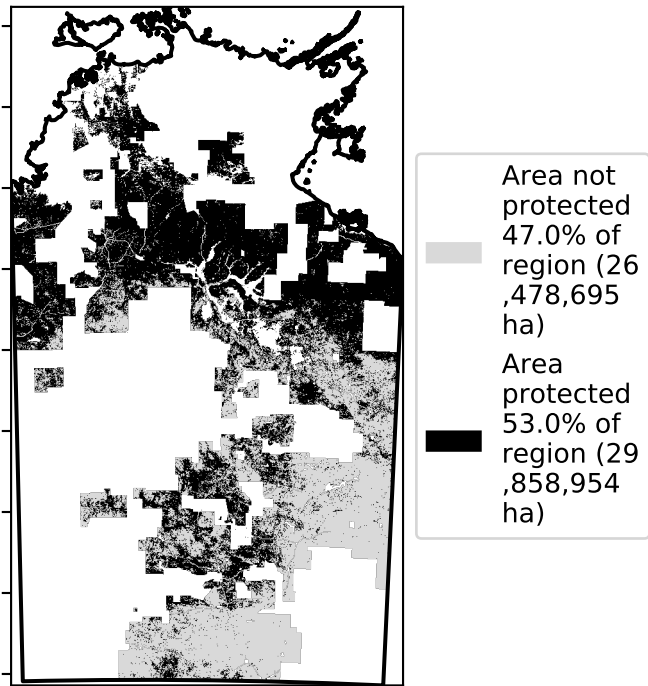 Area not
protected
47.0% of
region (26
,478,695
ha)
Area
protected
53.0% of
region (29
,858,954
ha)